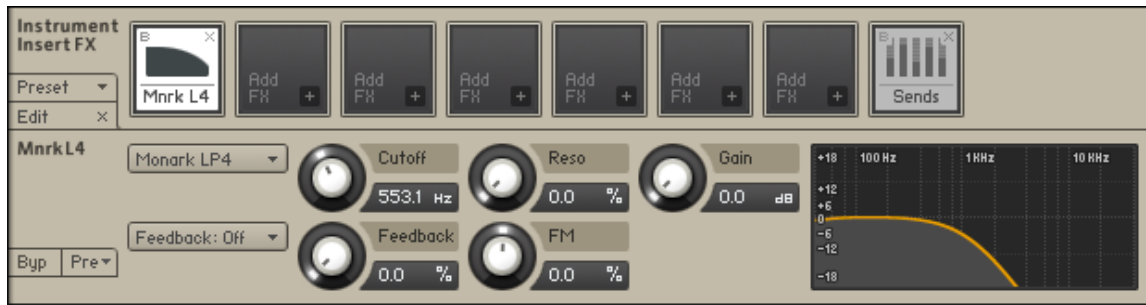 Instrument
Insert FX
Preset
Edit ×
B X
Mnrk L4
Add
FX +
Add
FX +
Add
FX +
Add
FX +
Add
FX +
Add
FX +
B X
Sends
Mnrk L4
Monark LP4
Cutoff
553.1 Hz
Reso
0.0 %
Gain
0.0 dB
Feedback: Off
Feedback
0.0 %
FM
0.0 %
Byp Pre
+18 100 Hz 1 KHz 10 KHz
+12
+6
0
-6
-12
-18